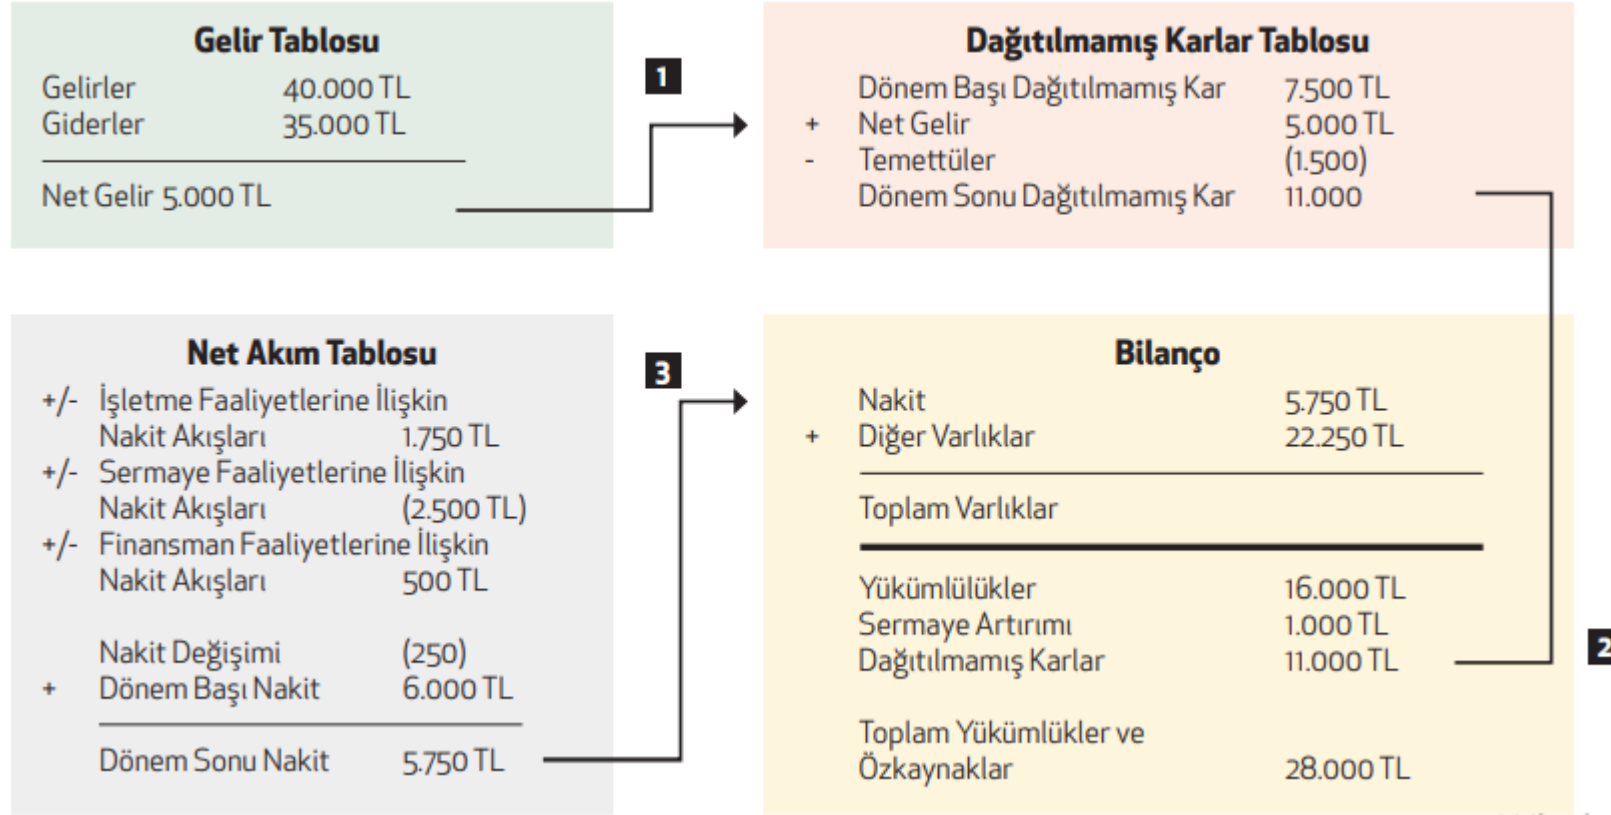 Gelir Tablosu
Gelirler 40.000 TL
Giderler 35.000 TL
Net Gelir 5.000 TL
1
Dağıtılmamış Karlar Tablosu
Dönem Başı Dağıtılmamış Kar 7.500 TL
+ Net Gelir 5.000 TL
- Temettüler (1.500)
Dönem Sonu Dağıtılmamış Kar 11.000
Net Akım Tablosu
+/- İşletme Faaliyetlerine İlişkin
Nakit Akışları 1.750 TL
+/- Sermaye Faaliyetlerine İlişkin
Nakit Akışları (2.500 TL)
+/- Finansman Faaliyetlerine İlişkin
Nakit Akışları 500 TL
Nakit Değişimi (250)
+ Dönem Başı Nakit 6.000 TL
Dönem Sonu Nakit 5.750 TL
3
Bilanço
Nakit 5.750 TL
+ Diğer Varlıklar 22.250 TL
Toplam Varlıklar
Yükümlülükler 16.000 TL
Sermaye Artırımı 1.000 TL
Dağıtılmamış Karlar 11.000 TL
2
Toplam Yükümlükler ve
Özkaynaklar 28.000 TL